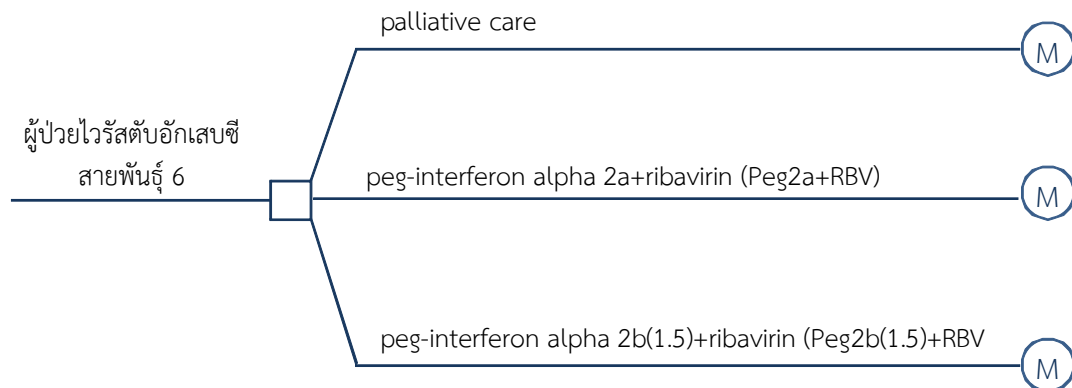 palliative care
M
ผู้ป่วยไวรัสตับอักเสบซี
สายพันธุ์ 6
peg-interferon alpha 2a+ribavirin (Peg2a+RBV)
M
peg-interferon alpha 2b(1.5)+ribavirin (Peg2b(1.5)+RBV
M